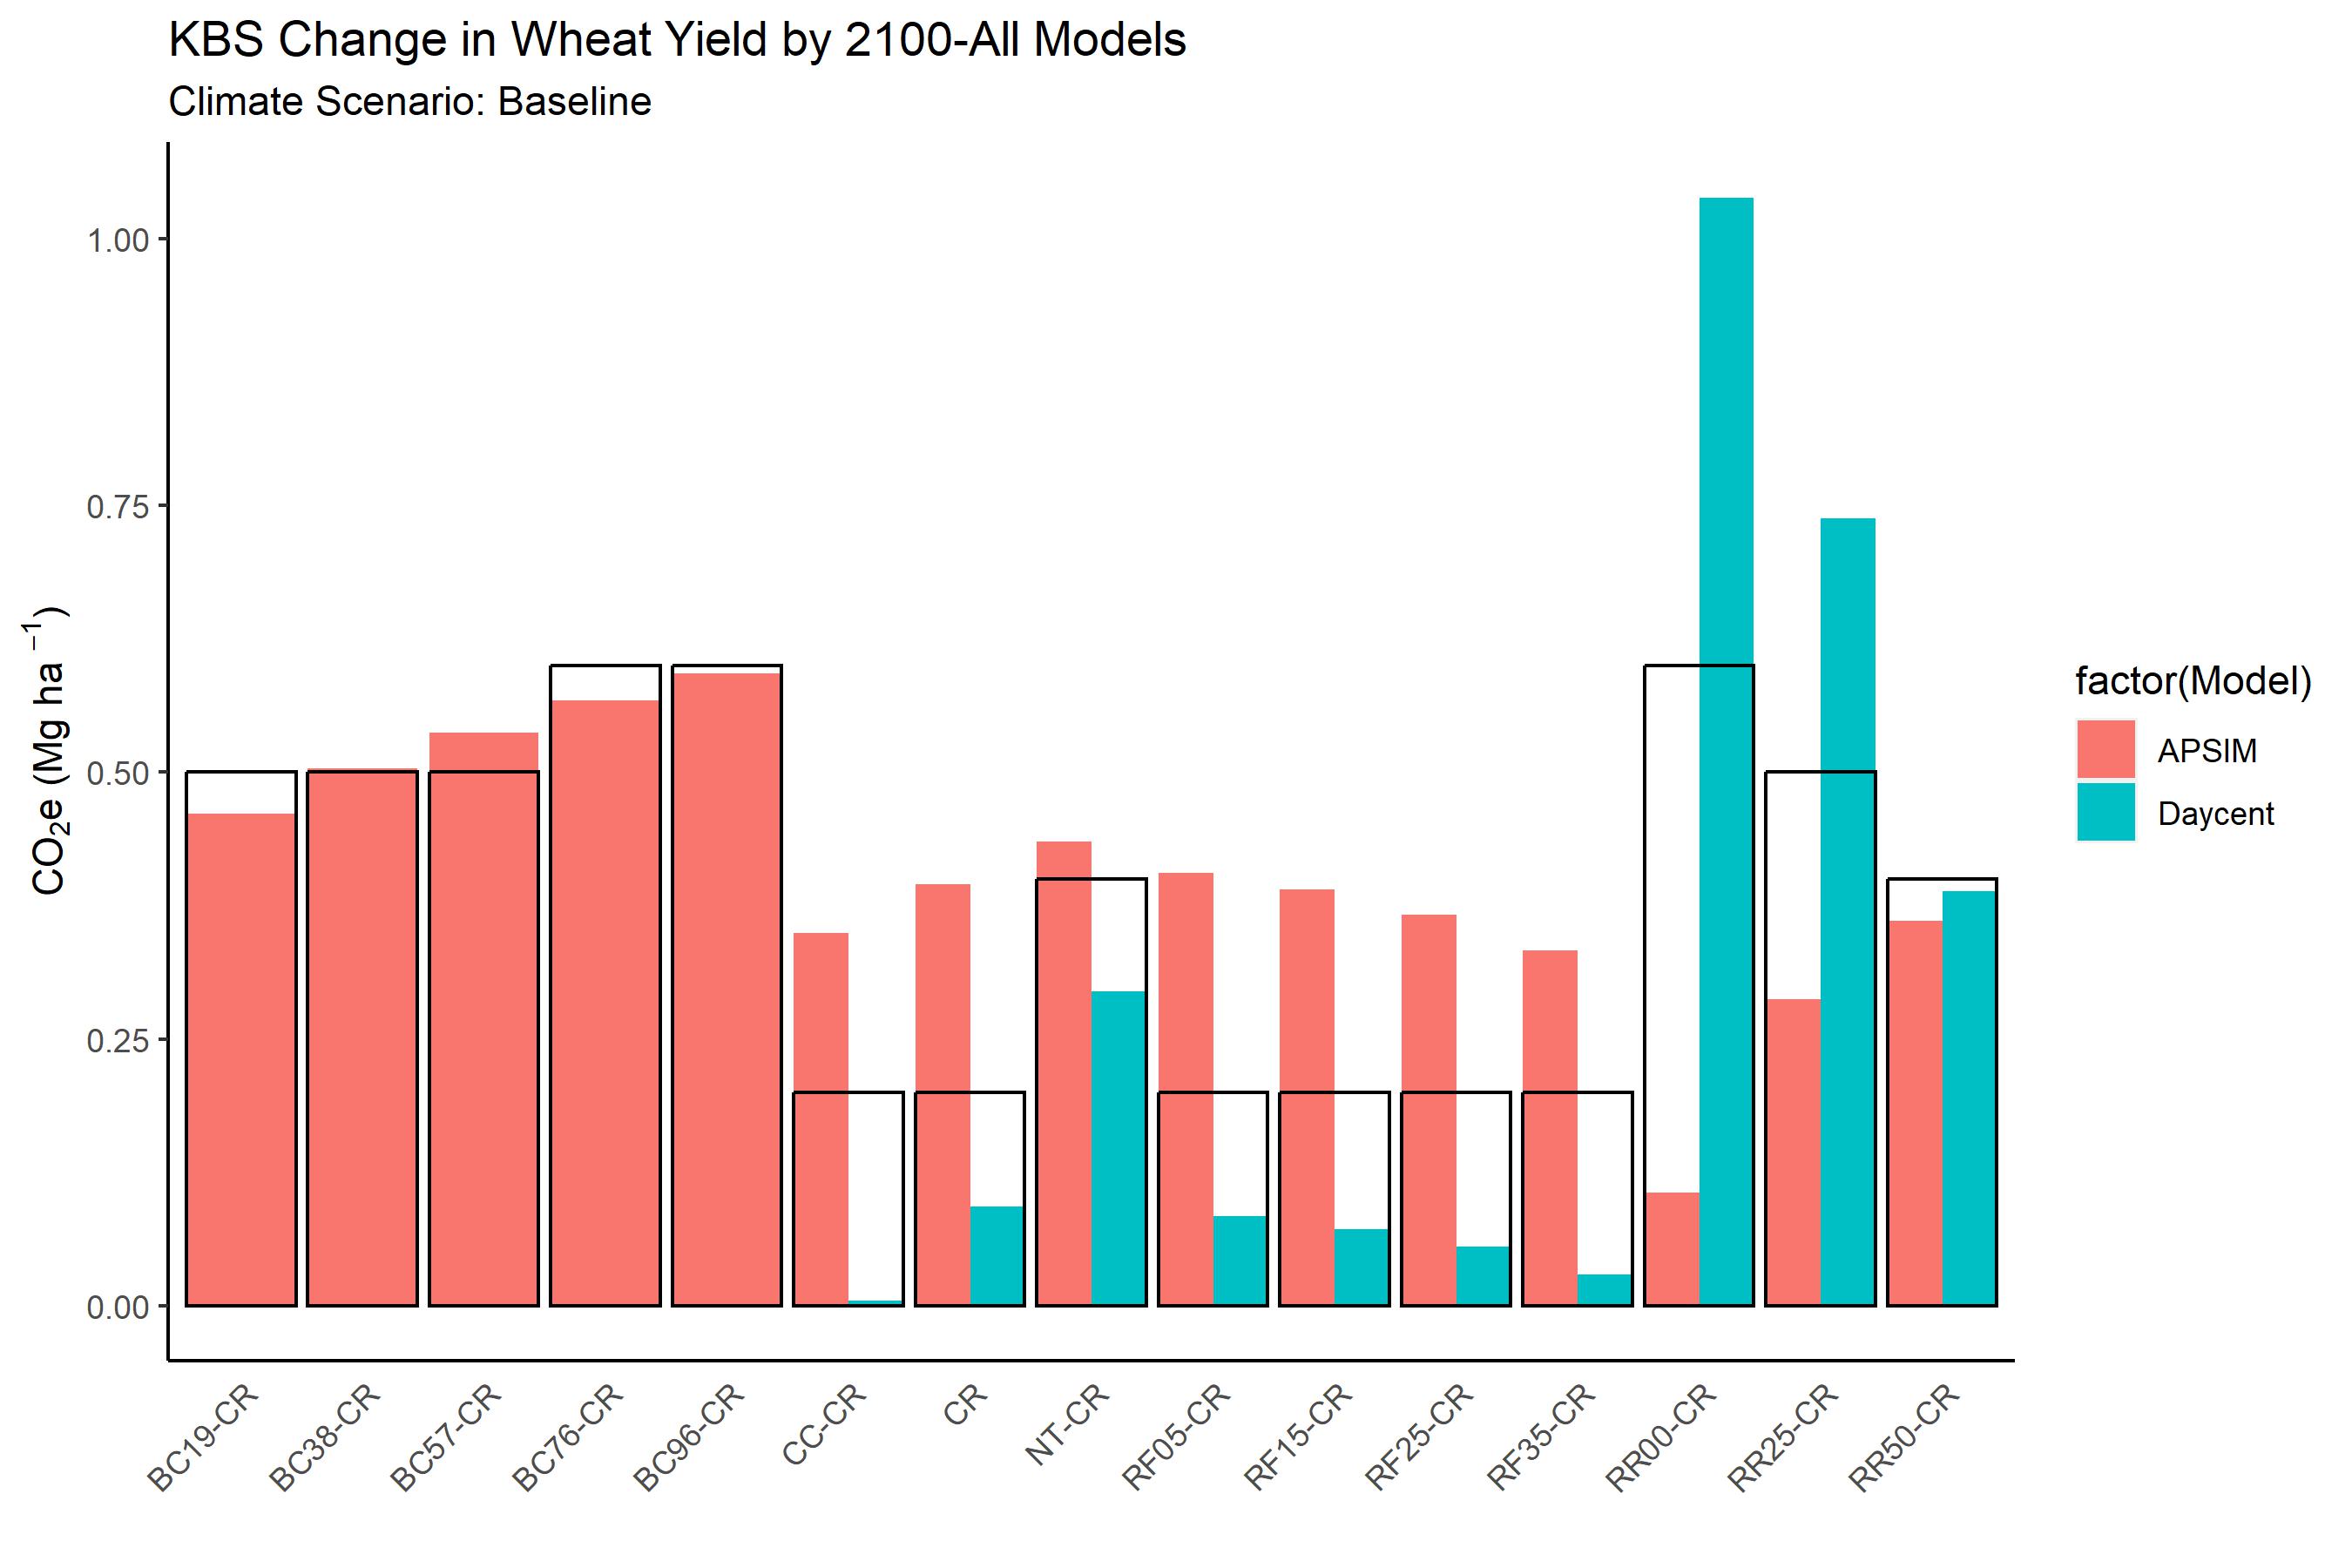 KBS Change in Wheat Yield by 2100-All Models
Climate Scenario: Baseline
CO₂e (Mg ha ⁻¹)
1.00
0.75
0.50
0.25
0.00
BC19-CR
BC38-CR
BC57-CR
BC76-CR
BC96-CR
CC-CR
CR
NT-CR
RF05-CR
RF15-CR
RF25-CR
RF35-CR
RR00-CR
RR25-CR
RR50-CR
factor(Model)
APSIM
Daycent